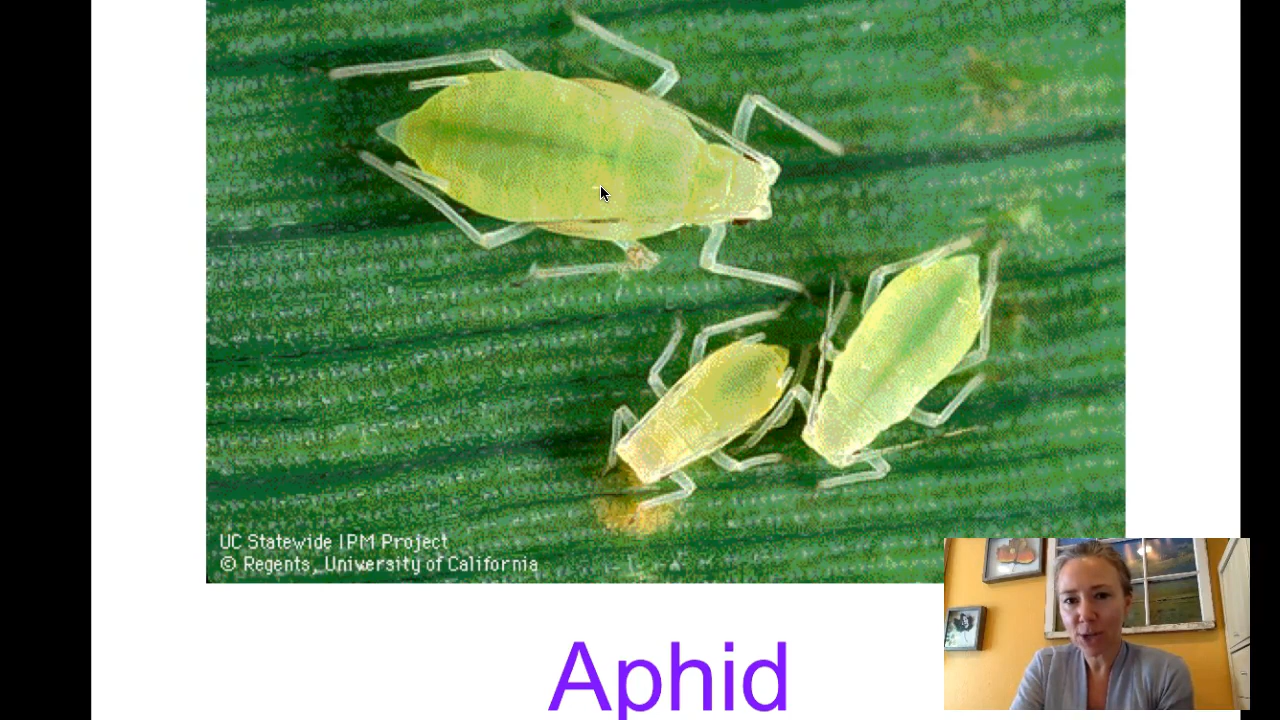 UC Statewide IPM Project
© Regents, University of California
Aphid